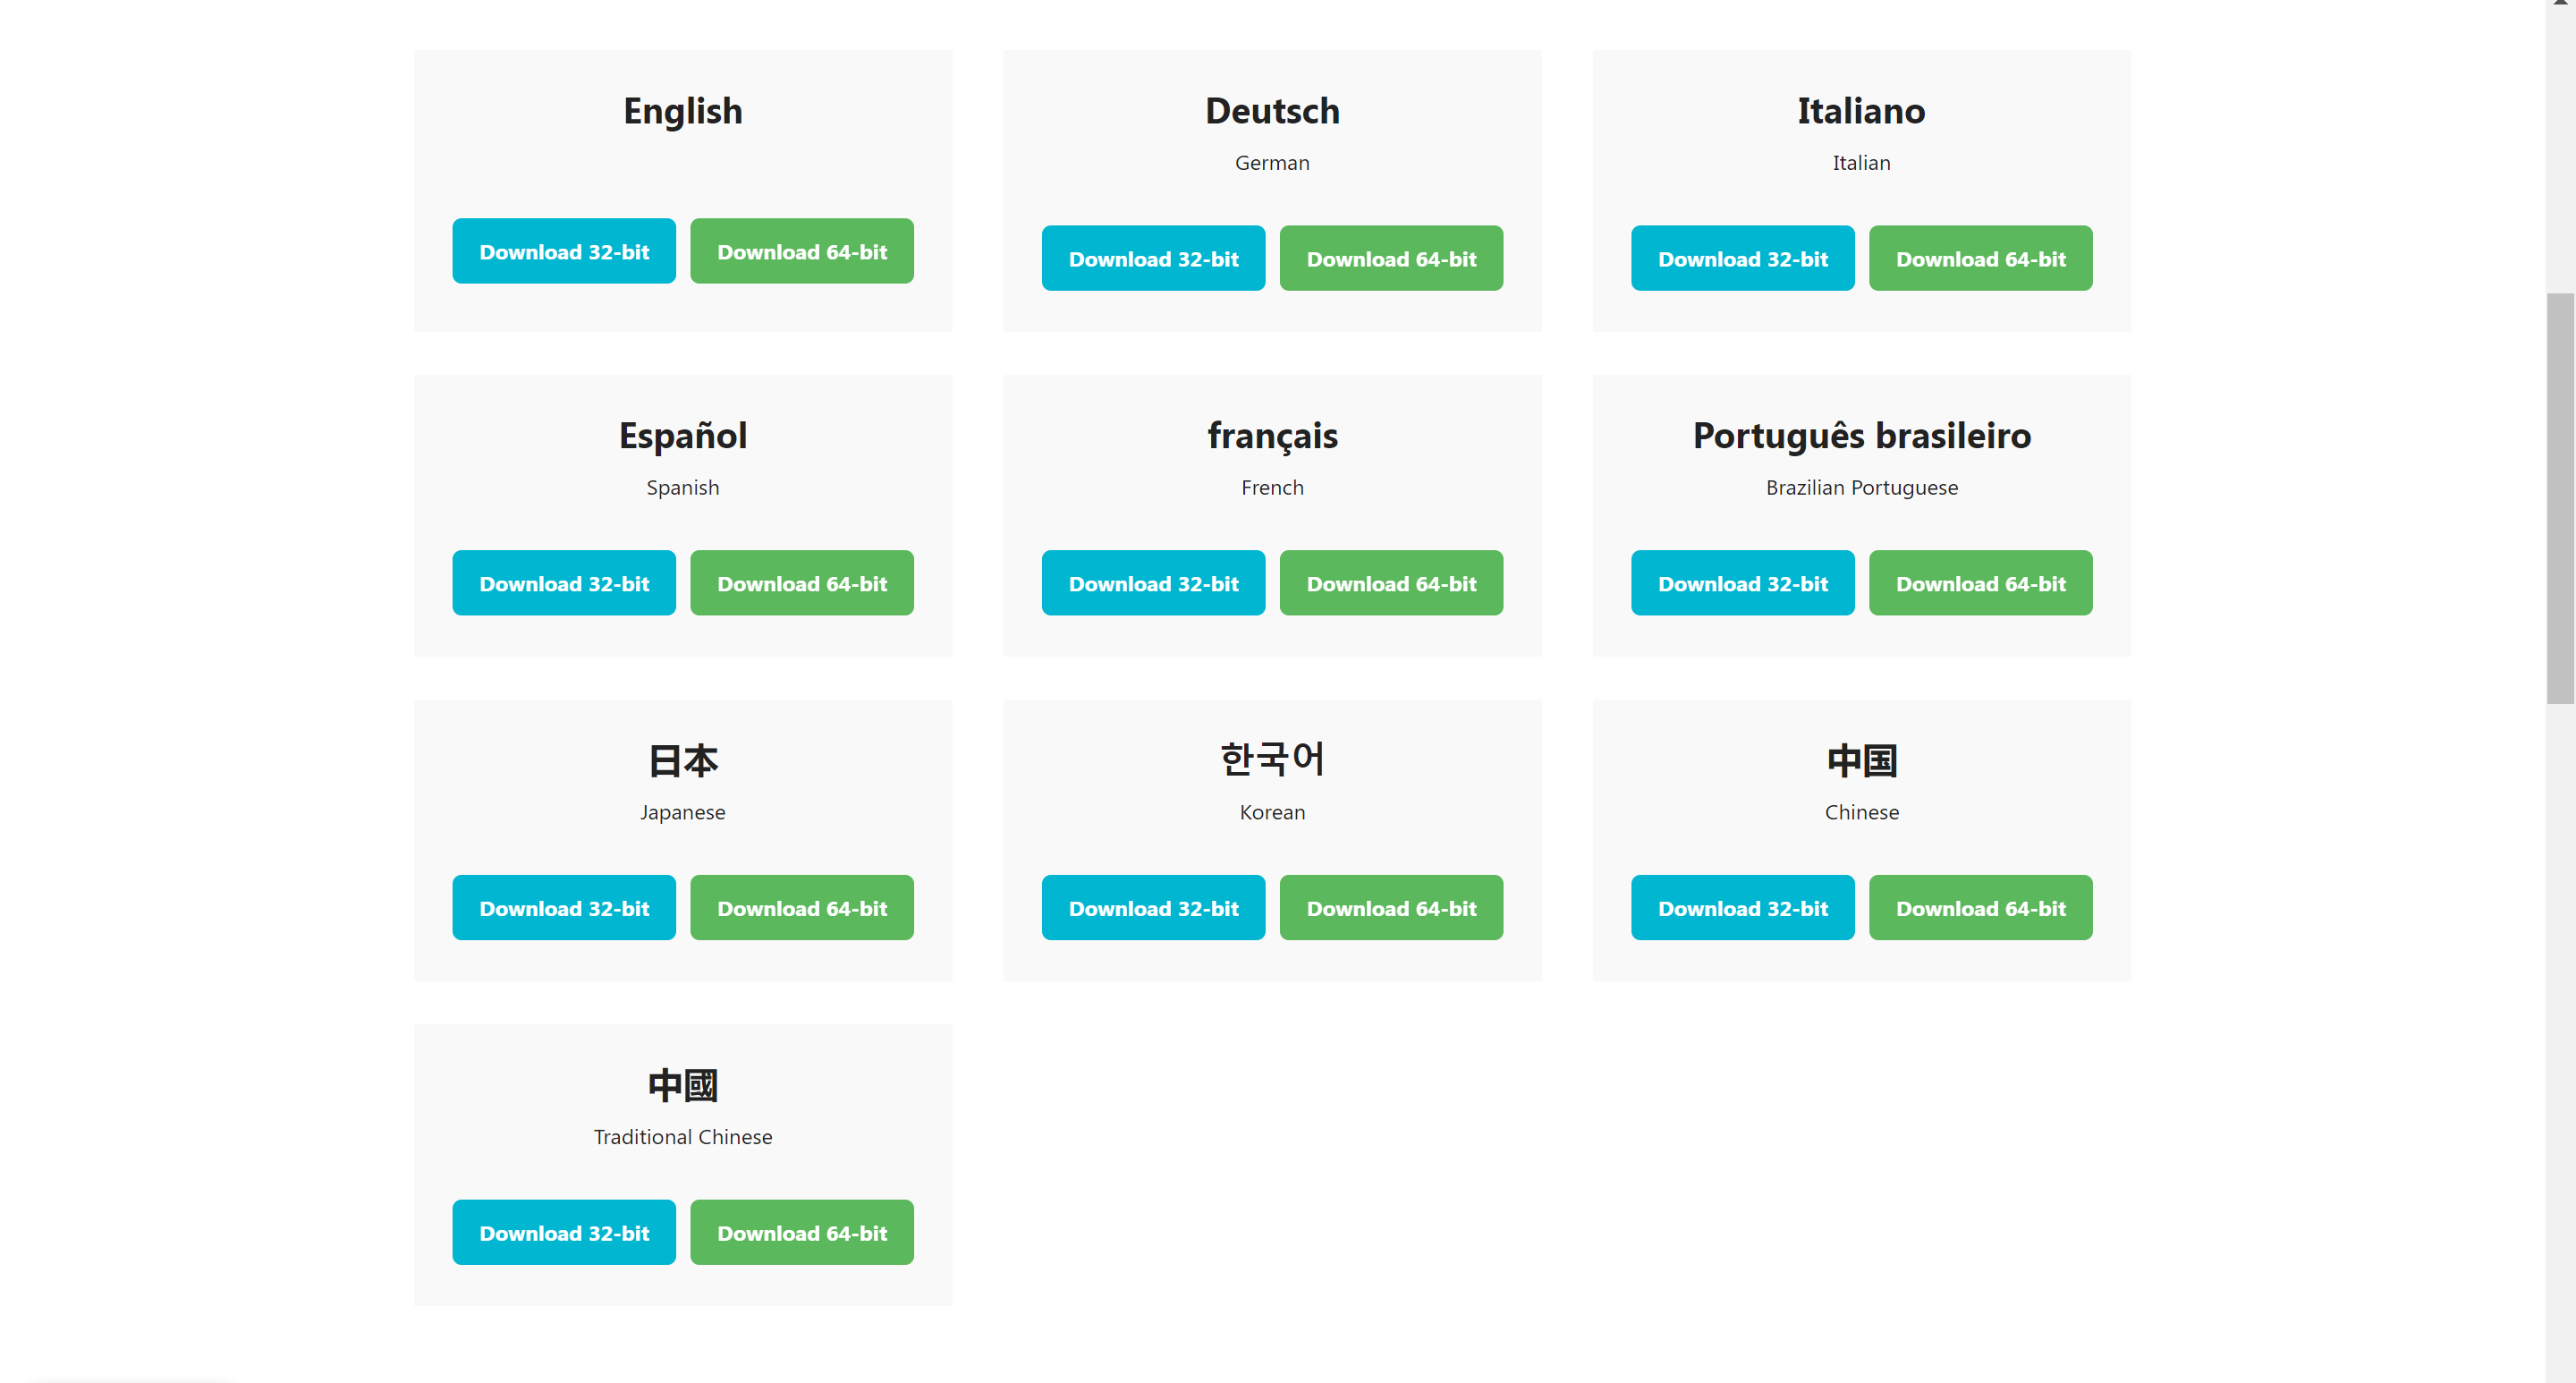 English
Download 32-bit Download 64-bit
Deutsch
German
Download 32-bit Download 64-bit
Italiano
Italian
Download 32-bit Download 64-bit
Español
Spanish
Download 32-bit Download 64-bit
français
French
Download 32-bit Download 64-bit
Português brasileiro
Brazilian Portuguese
Download 32-bit Download 64-bit
日本
Japanese
Download 32-bit Download 64-bit
한국어
Korean
Download 32-bit Download 64-bit
中国
Chinese
Download 32-bit Download 64-bit
中國
Traditional Chinese
Download 32-bit Download 64-bit